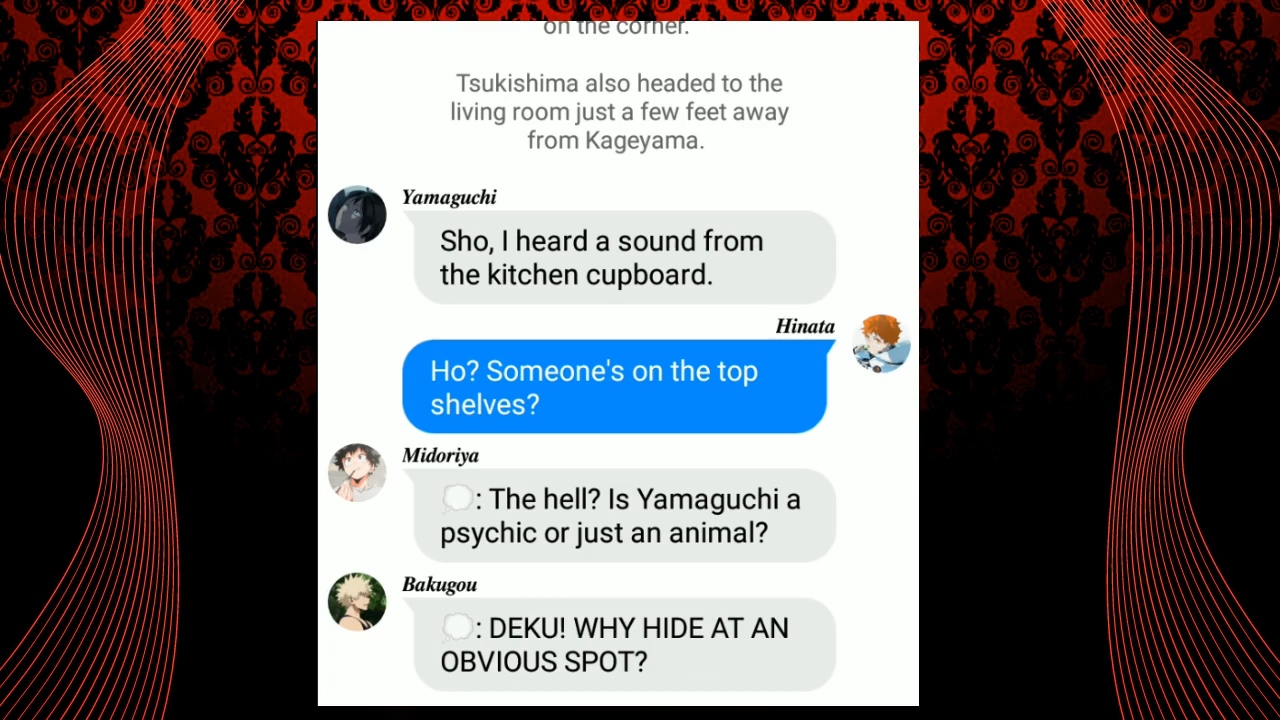 on the corner.
Tsukishima also headed to the
living room just a few feet away
from Kageyama.
Yamaguchi
Sho, I heard a sound from
the kitchen cupboard.
Hinata
Ho? Someone's on the top
shelves?
Midoriya
💭: The hell? Is Yamaguchi a
psychic or just an animal?
Bakugou
💭: DEKU! WHY HIDE AT AN
OBVIOUS SPOT?